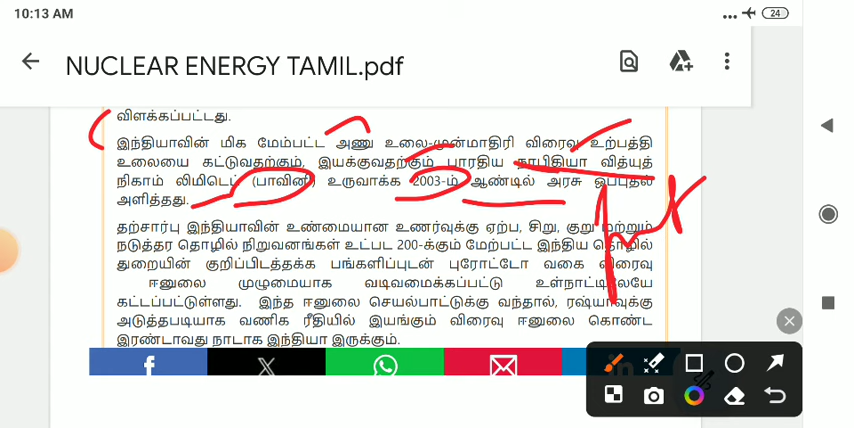 10:13 AM
24
NUCLEAR ENERGY TAMIL.pdf
விளக்கப்பட்டது.
இந்தியாவின் மிக மேம்பட்ட அணு உலை-முன்மாதிரி விரைவு உற்பத்தி
உலையை கட்டுவதற்கும், இயக்குவதற்கும் பாரதிய நாபிதியா வித்யுத்
நிகாம் லிமிடெட் (பாவினி) உருவாக்க 2003-ம் ஆண்டில் அரசு ஒப்புதல்
அளித்தது.
தற்சார்பு இந்தியாவின் உண்மையான உணர்வுக்கு ஏற்ப, சிறு, குறு மற்றும்
நடுத்தர தொழில் நிறுவனங்கள் உட்பட 200-க்கும் மேற்பட்ட இந்திய தொழில்
துறையின் குறிப்பிடத்தக்க பங்களிப்புடன் புரோட்டோ வகை விரைவு
ஈனுலை முழுமையாக வடிவமைக்கப்பட்டு உள்நாட்டிலேயே
கட்டப்பட்டுள்ளது. இந்த ஈனுலை செயல்பாட்டுக்கு வந்தால், ரஷ்யாவுக்கு
அடுத்தபடியாக வணிக ரீதியில் இயங்கும் விரைவு ஈனுலை கொண்ட
இரண்டாவது நாடாக இந்தியா இருக்கும்.